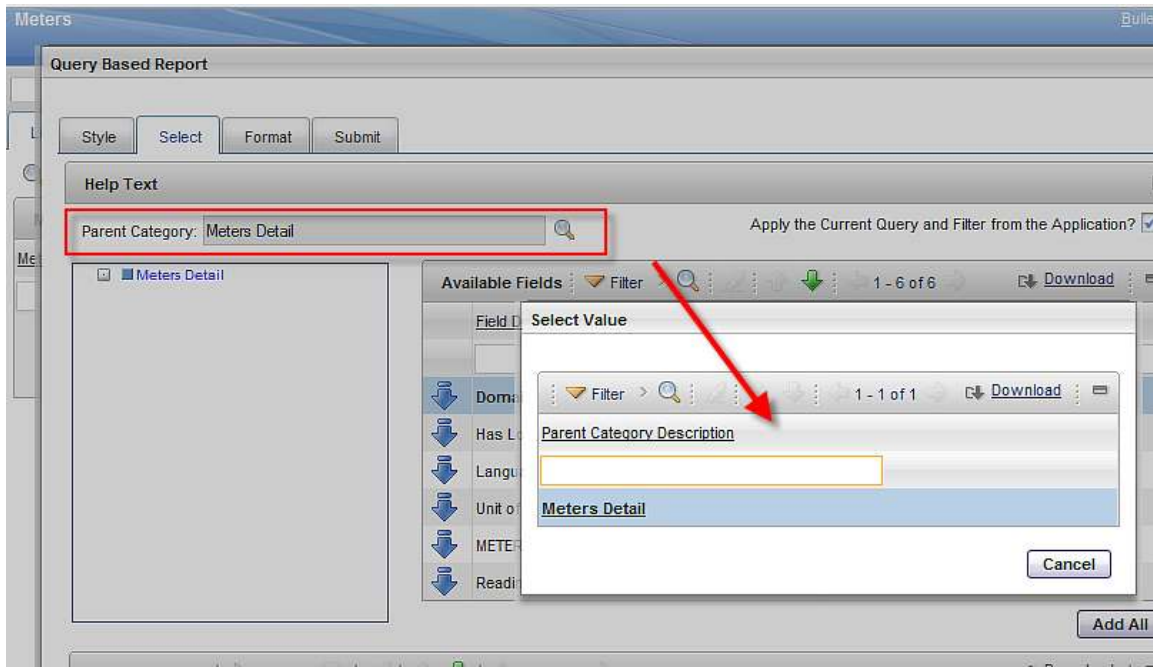 Meters
Query Based Report
Style Select Format Submit
Help Text
Parent Category: Meters Detail
Apply the Current Query and Filter from the Application?
Meters Detail
Available Fields Filter 1 - 6 of 6 Download
Field D
Select Value
Filter 1 - 1 of 1 Download
Doma
Has Lo
Parent Category Description
Langu
Unit of
Meters Detail
METER
Readi
Cancel
Add All